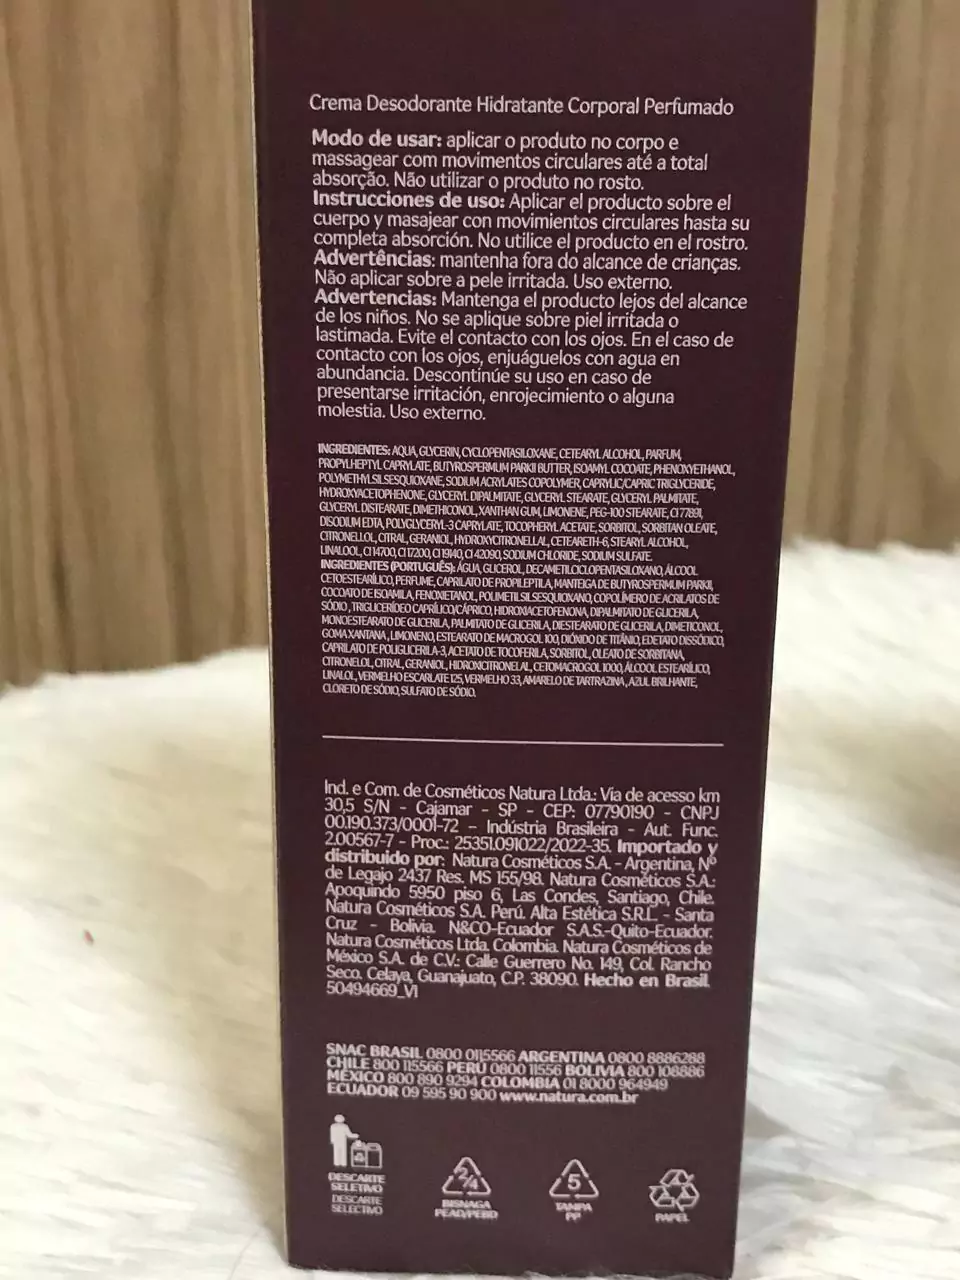 Crema Desodorante Hidratante Corporal Perfumado
Modo de usar: aplicar o produto no corpo e
massagear com movimentos circulares até a total
absorção. Não utilizar o produto no rosto.
Instrucciones de uso: Aplicar el producto sobre el
cuerpo y masajear con movimientos circulares hasta su
completa absorción. No utilice el producto en el rostro.
Advertências: mantenha fora do alcance de crianças.
Não aplicar sobre a pele irritada. Uso externo.
Advertencias: Mantenga el producto lejos del alcance
de los niños. No se aplique sobre piel irritada o
lastimada. Evite el contacto con los ojos. En el caso de
contacto con los ojos, enjuáguelos con agua en
abundancia. Descontinúe su uso en caso de
presentarse irritación, enrojecimiento o alguna
molestia. Uso externo.
INGREDIENTES: AQUA, GLYCERIN, CYCLOPENTASILOXANE, CETEARYL ALCOHOL, PARFUM,
PROPYLHEPTYL CAPRYLATE, BUTYROSPERMUM PARKII BUTTER, ISOAMYL COCOATE, PHENOXYETHANOL,
POLYMETHYLSILSESQUIOXANE, SODIUM ACRYLATES COPOLYMER, CAPRYLIC/CAPRIC TRIGLYCERIDE,
HYDROXYACETOPHENONE, GLYCERYL DIPALMITATE, GLYCERYL STEARATE, GLYCERYL PALMITATE,
GLYCERYL DISTEARATE, DIMETHICONOL, XANTHAN GUM, LIMONENE, PEG-100 STEARATE, CI 77891,
DISODIUM EDTA, POLYGLYCERYL-3 CAPRYLATE, TOCOPHERYL ACETATE, SORBITOL, SORBITAN OLEATE,
CITRONELLOL, CITRAL, GERANIOL, HYDROXYCITRONELLAL, CETEARETH-6, STEARYL ALCOHOL,
LINALOOL, CI 14700, CI 17200, CI 19140, CI 42090, SODIUM CHLORIDE, SODIUM SULFATE.
INGREDIENTES (PORTUGUÊS): ÁGUA, GLICEROL, DECAMETILCICLOPENTASILOXANO, ÁLCOOL
CETOESTEARÍLICO, PERFUME, CAPRILATO DE PROPILEPTILA, MANTEIGA DE BUTYROSPERMUM PARKII,
COCOATO DE ISOAMILA, FENOXIETANOL, POLIMETILSILSESQUIOXANO, COPOLÍMERO DE ACRILATOS DE
SÓDIO, TRIGLICERÍDEO CAPRÍLICO/CÁPRICO, HIDROXIACETOFENONA, DIPALMITATO DE GLICERILA,
MONOESTEARATO DE GLICERILA, PALMITATO DE GLICERILA, DIESTEARATO DE GLICERILA, DIMETICONOL,
GOMA XANTANA, LIMONENO, ESTEARATO DE MACROGOL 100, DIÓXIDO DE TITÂNIO, EDETATO DISSÓDICO,
CAPRILATO DE POLIGLICERILA-3, ACETATO DE TOCOFERILA, SORBITOL, OLEATO DE SORBITANA,
CITRONELOL, CITRAL, GERANIOL, HIDROXICITRONELAL, CETOMACROGOL 1000, ÁLCOOL ESTEARÍLICO,
LINALOL, VERMELHO ESCARLATE 125, VERMELHO 33, AMARELO DE TARTRAZINA, AZUL BRILHANTE,
CLORETO DE SÓDIO, SULFATO DE SÓDIO.
Ind. e Com. de Cosméticos Natura Ltda.: Via de acesso km
30,5 S/N - Cajamar - SP - CEP: 07790190 - CNPJ
00.190.373/0001-72 - Indústria Brasileira - Aut. Func.
2.00567-7 - Proc.: 25351.091022/2022-35. Importado y
distribuido por: Natura Cosméticos S.A. - Argentina, Nº
de Legajo 2437 Res. MS 155/98. Natura Cosméticos S.A.:
Apoquindo 5950 piso 6, Las Condes, Santiago, Chile.
Natura Cosméticos S.A. Perú. Alta Estética S.R.L. - Santa
Cruz - Bolivia. N&CO-Ecuador S.A.S.-Quito-Ecuador.
Natura Cosméticos Ltda. Colombia. Natura Cosméticos de
México S.A. de C.V.: Calle Guerrero No. 149, Col. Rancho
Seco. Celaya, Guanajuato, C.P. 38090. Hecho en Brasil.
50494669_V1
SNAC BRASIL 0800 0115566 ARGENTINA 0800 8886288
CHILE 800 115566 PERÚ 0800 11556 BOLIVIA 800 108886
MÉXICO 800 890 9294 COLOMBIA 01 8000 964949
ECUADOR 09 595 90 900 www.natura.com.br
DESCARTE
SELETIVO
DESCARTE
SELECTIVO
2/4
BISNAGA
PEAD/PEBD
5
TAMPA
PP
PAPEL